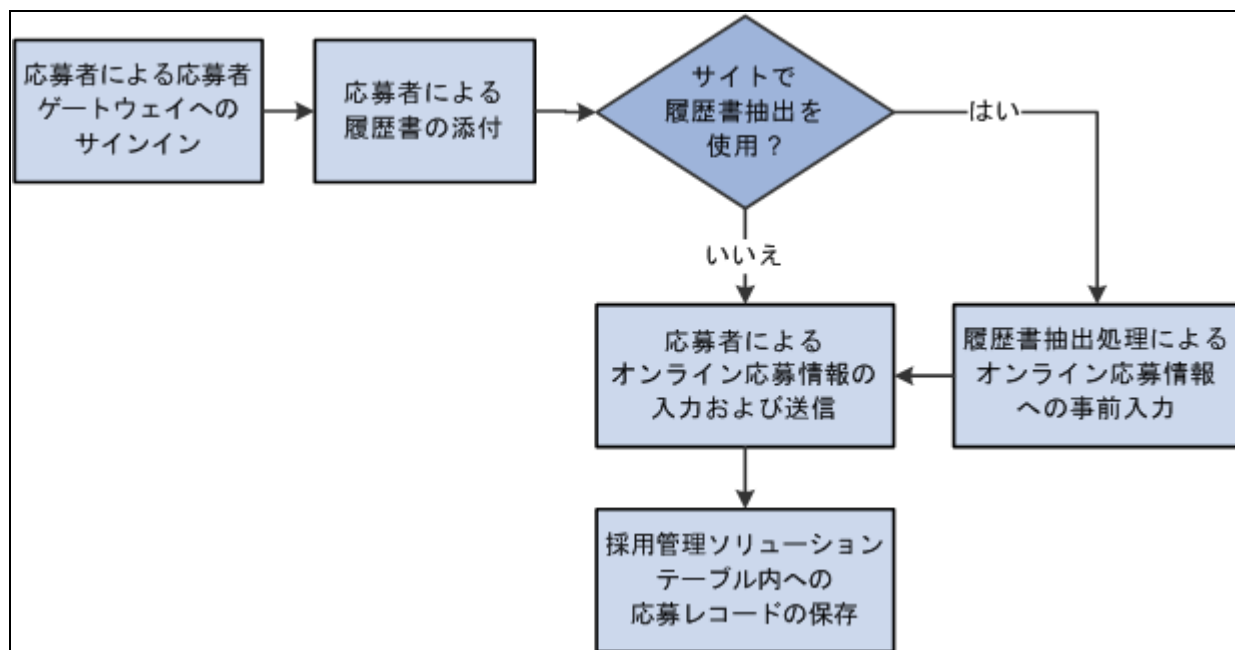 応募者による応募者
ゲートウェイへの
サインイン
応募者による
履歴書の添付
サイトで
履歴書抽出を
使用？
はい
いいえ
応募者による
オンライン応募情報の
入力および送信
履歴書抽出処理による
オンライン応募情報
への事前入力
採用管理ソリューション
テーブル内への
応募レコードの保存